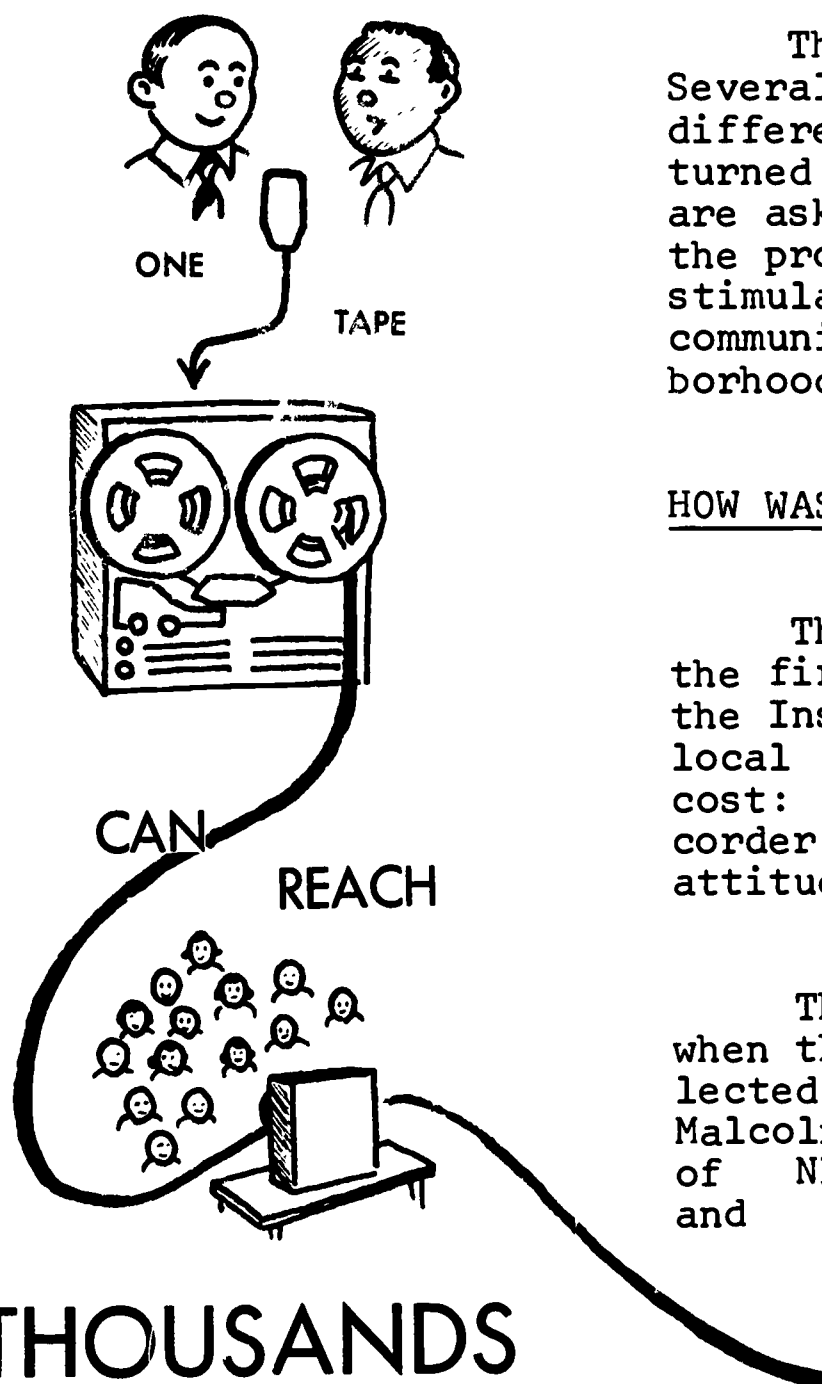 ONE
TAPE
CAN
REACH
THOUSANDS
Th
Several
differe
turned
are ask
the pro
stimula
communi
borhood
HOW WAS
Th
the fir
the Ins
local
cost:
corder
attitud
Th
when th
lected
Malcolm
of N
and